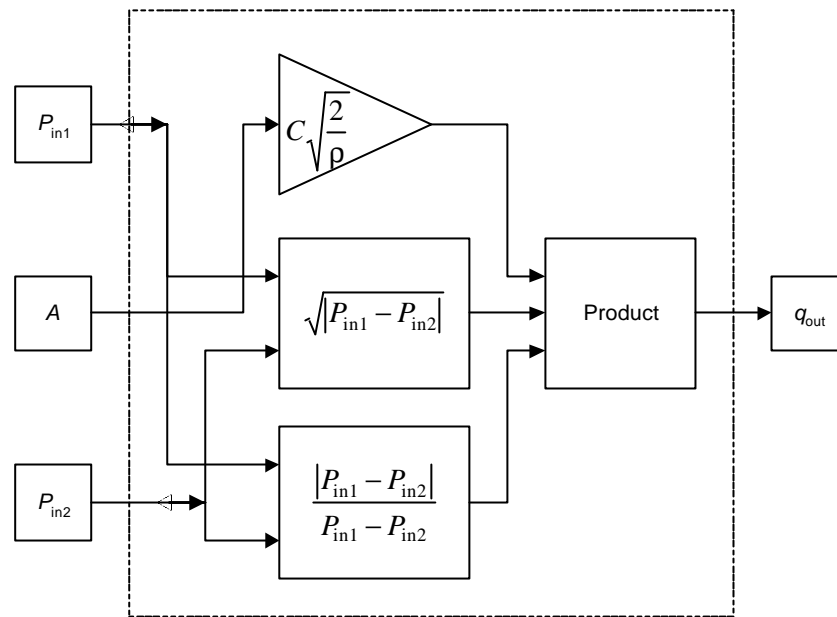 P_in1
C√(2/ρ)
A
√|P_in1 − P_in2|
Product
q_out
P_in2
|P_in1 − P_in2|
P_in1 − P_in2